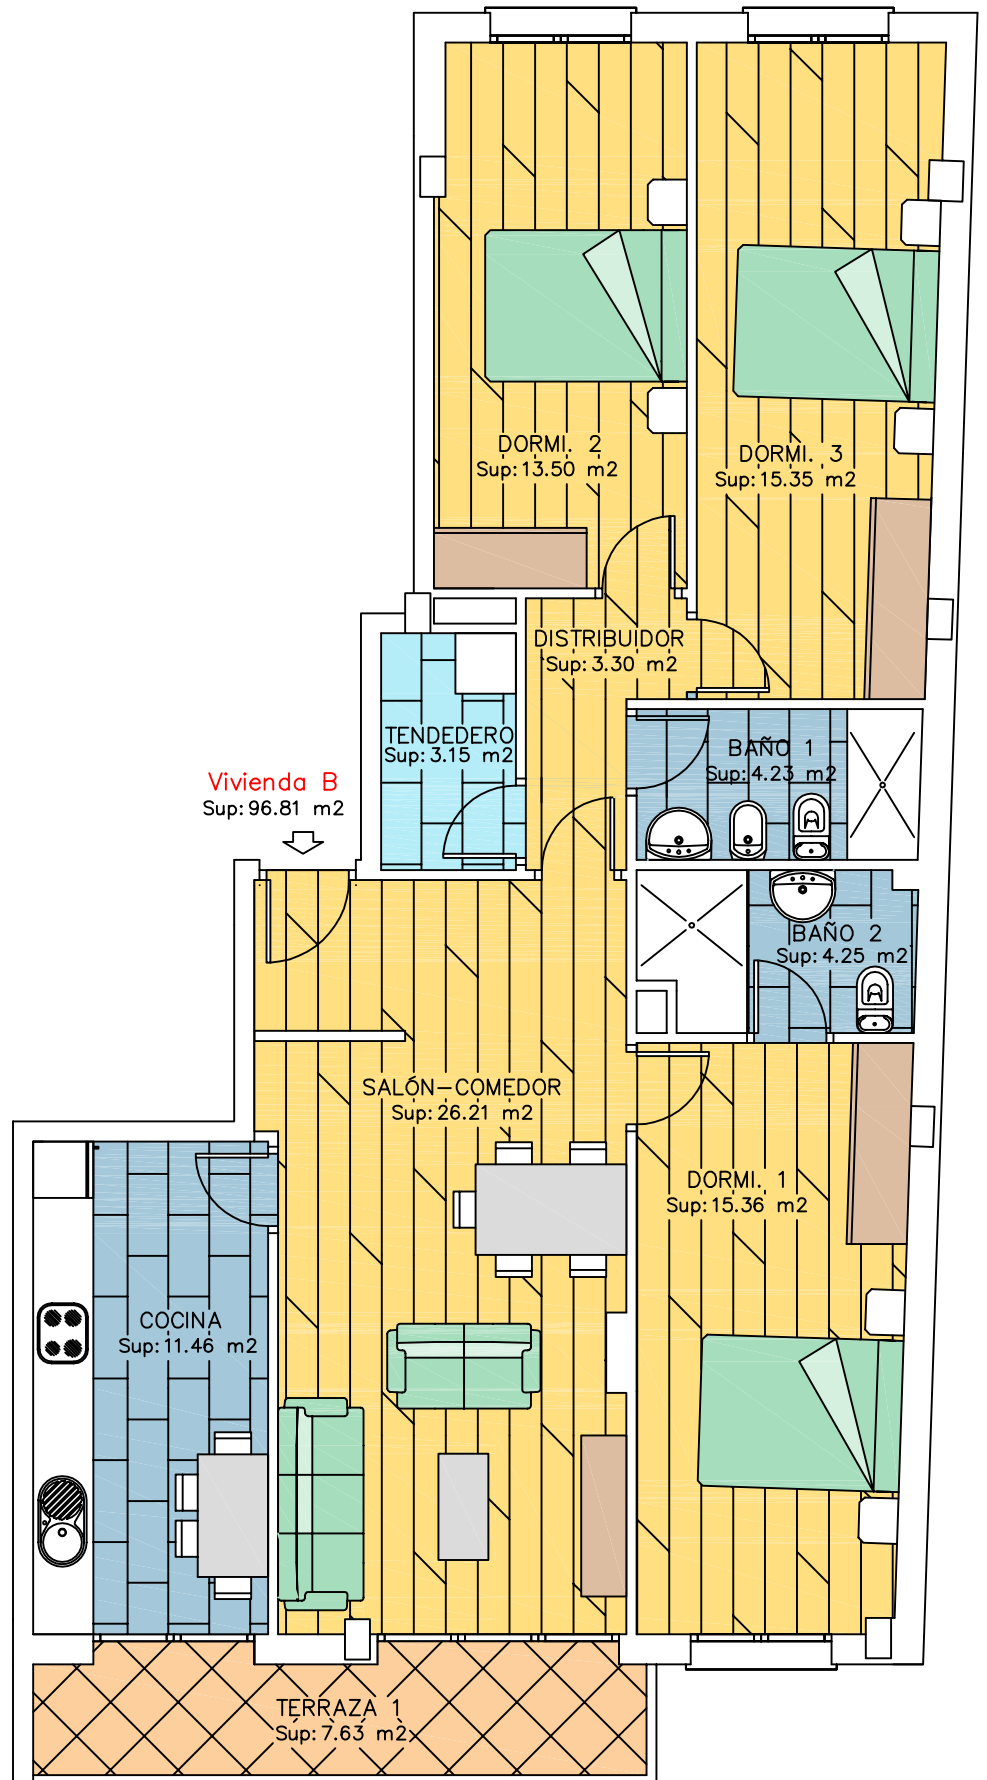 DORMI. 2
Sup:13.50 m2
DORMI. 3
Sup:15.35 m2
DISTRIBUIDOR
Sup:3.30 m2
TENDEDERO
Sup:3.15 m2
BAÑO 1
Sup:4.23 m2
Vivienda B
Sup:96.81 m2
BAÑO 2
Sup:4.25 m2
SALÓN-COMEDOR
Sup:26.21 m2
DORMI. 1
Sup:15.36 m2
COCINA
Sup:11.46 m2
TERRAZA 1
Sup:7.63 m2